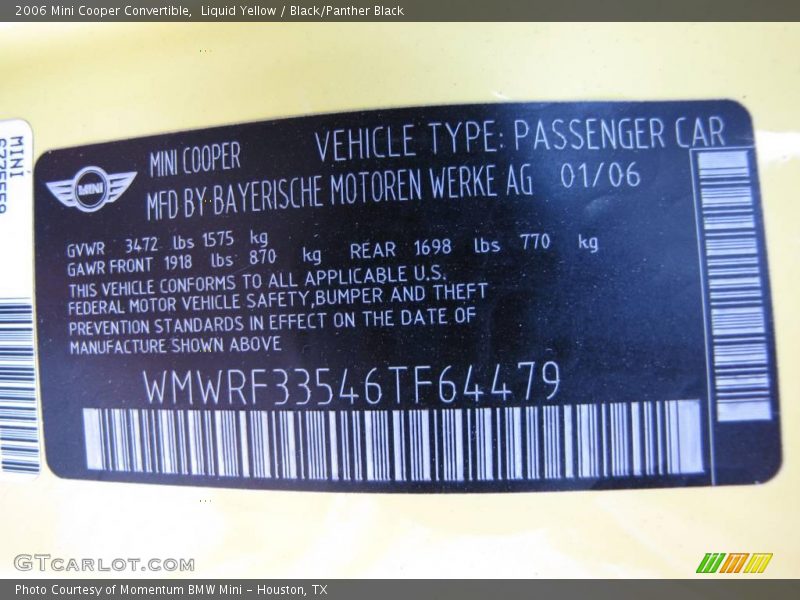 2006 Mini Cooper Convertible,  Liquid Yellow / Black/Panther Black
MINI
6725559
MINI
MINI COOPER
VEHICLE TYPE: PASSENGER CAR
MFD BY·BAYERISCHE MOTOREN WERKE AG 01/06
GVWR 3472 lbs 1575 kg
GAWR FRONT 1918 lbs 870 kg REAR 1698 lbs 770 kg
THIS VEHICLE CONFORMS TO ALL APPLICABLE U.S.
FEDERAL MOTOR VEHICLE SAFETY,BUMPER AND THEFT
PREVENTION STANDARDS IN EFFECT ON THE DATE OF
MANUFACTURE SHOWN ABOVE
WMWRF33546TF64479
GTCARLOT.COM
Photo Courtesy of Momentum BMW Mini - Houston, TX